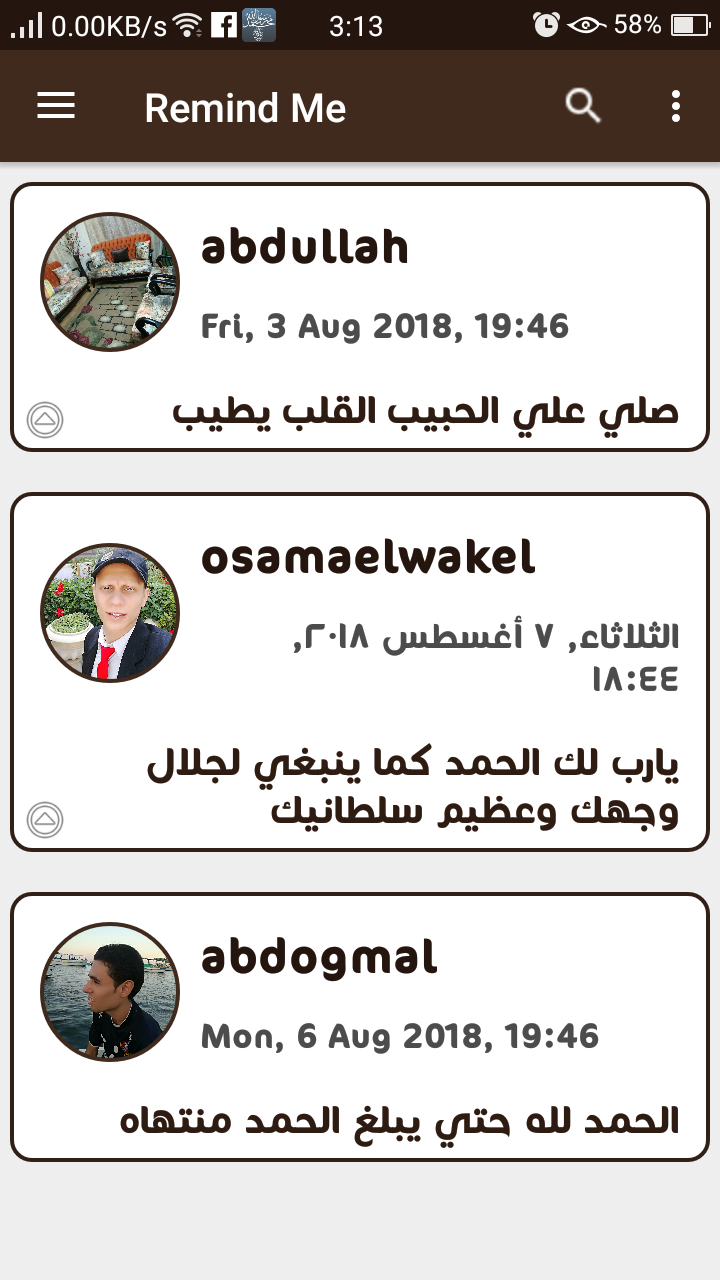 0.00KB/s 3:13 58%
Remind Me
abdullah
Fri, 3 Aug 2018, 19:46
صلي علي الحبيب القلب يطيب
osamaelwakel
الثلاثاء, ٧ أغسطس ٢٠١٨,
١٨:٤٤
يارب لك الحمد كما ينبغي لجلال
وجهك وعظيم سلطانيك
abdogmal
Mon, 6 Aug 2018, 19:46
الحمد لله حتي يبلغ الحمد منتهاه